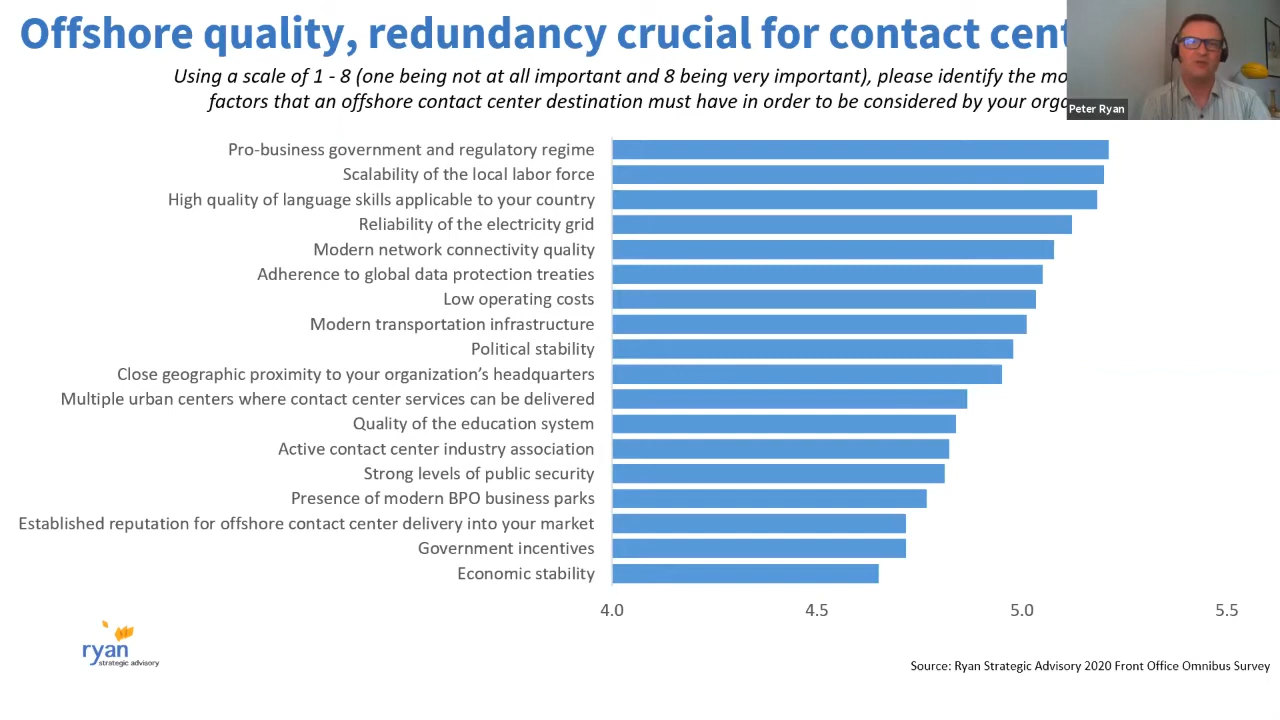 Offshore quality, redundancy crucial for contact
Using a scale of 1 - 8 (one being not at all important and 8 being very important), please identify the
factors that an offshore contact center destination must have in order to be considered by your
Peter Ryan
Pro-business government and regulatory regime
Scalability of the local labor force
High quality of language skills applicable to your country
Reliability of the electricity grid
Modern network connectivity quality
Adherence to global data protection treaties
Low operating costs
Modern transportation infrastructure
Political stability
Close geographic proximity to your organization’s headquarters
Multiple urban centers where contact center services can be delivered
Quality of the education system
Active contact center industry association
Strong levels of public security
Presence of modern BPO business parks
Established reputation for offshore contact center delivery into your market
Government incentives
Economic stability
4.0 4.5 5.0 5.5
ryan
strategic advisory
Source: Ryan Strategic Advisory 2020 Front Office Omnibus Survey